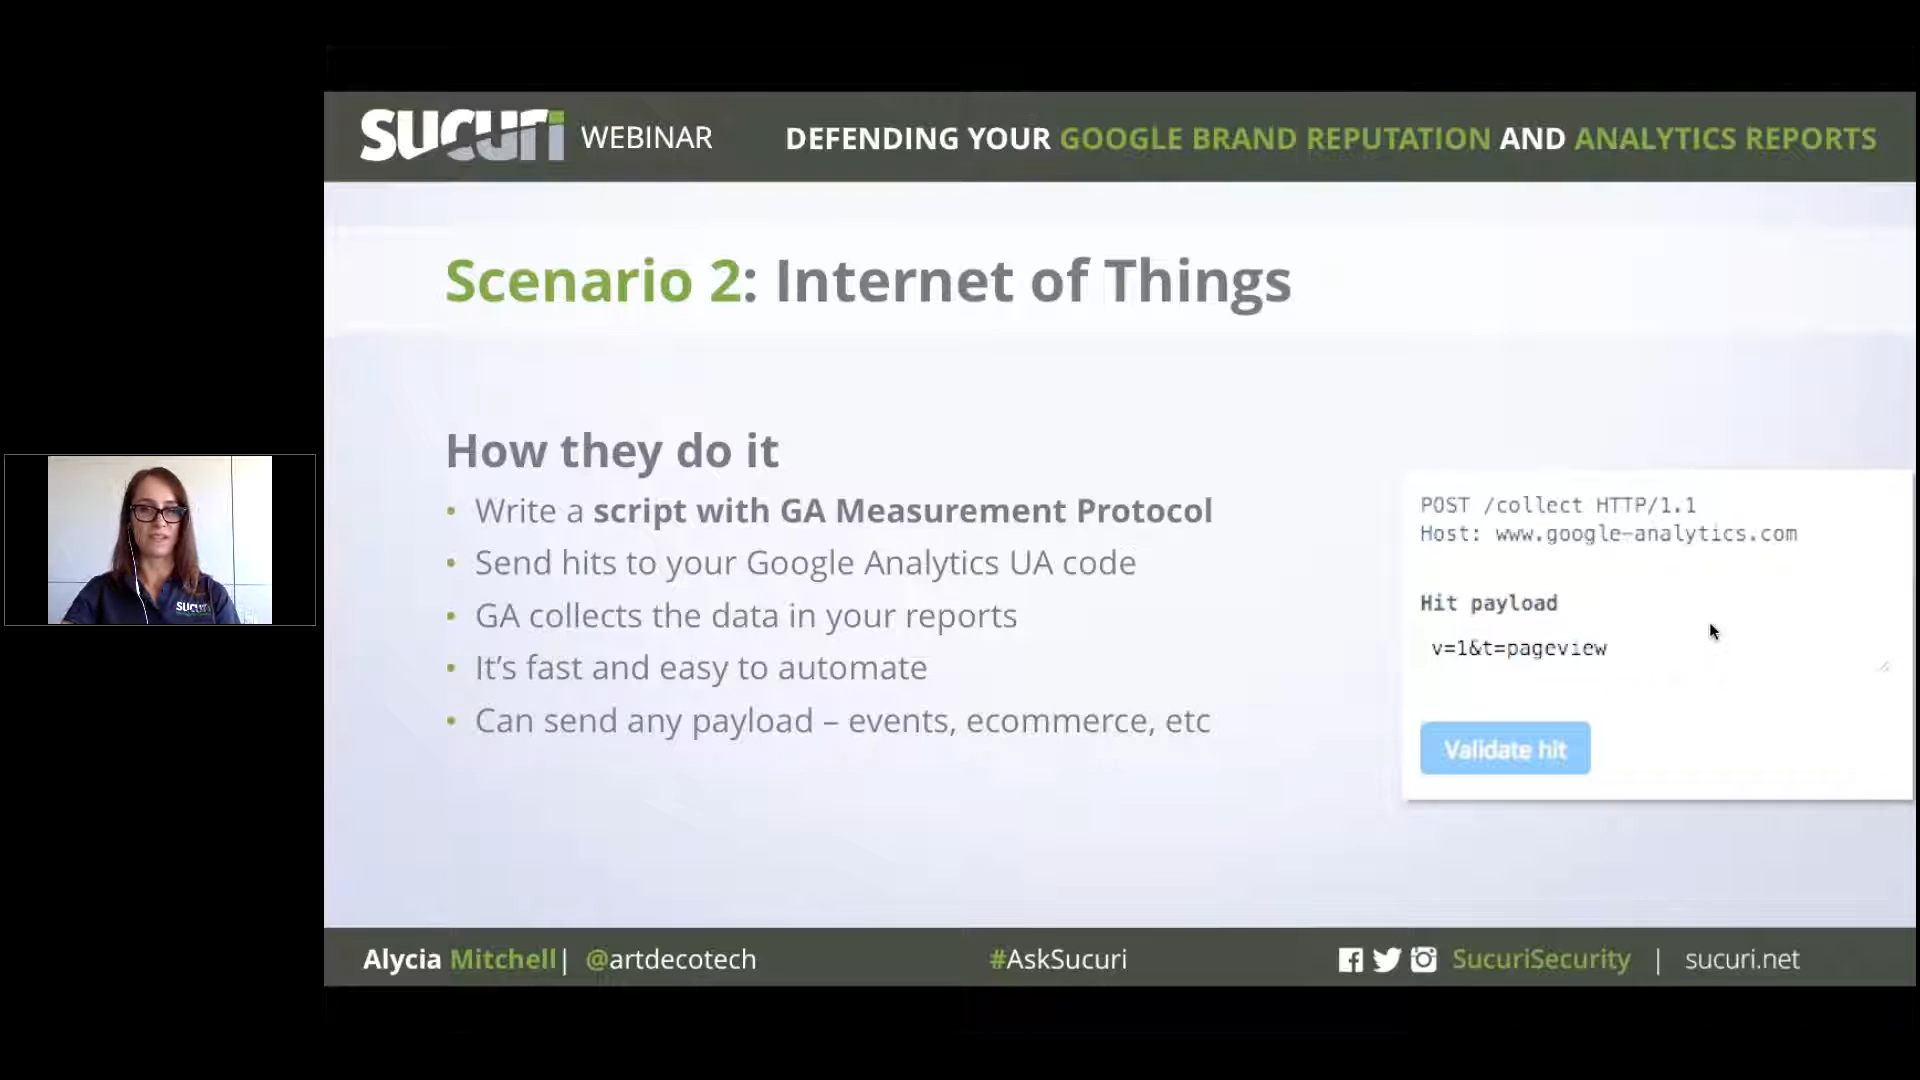 sucuri WEBINAR DEFENDING YOUR GOOGLE BRAND REPUTATION AND ANALYTICS REPORTS
Scenario 2: Internet of Things
How they do it
• Write a script with GA Measurement Protocol
• Send hits to your Google Analytics UA code
• GA collects the data in your reports
• It's fast and easy to automate
• Can send any payload – events, ecommerce, etc
POST /collect HTTP/1.1
Host: www.google-analytics.com
Hit payload
v=1&t=pageview
Validate hit
sucuri
Alycia Mitchell| @artdecotech #AskSucuri SucuriSecurity | sucuri.net